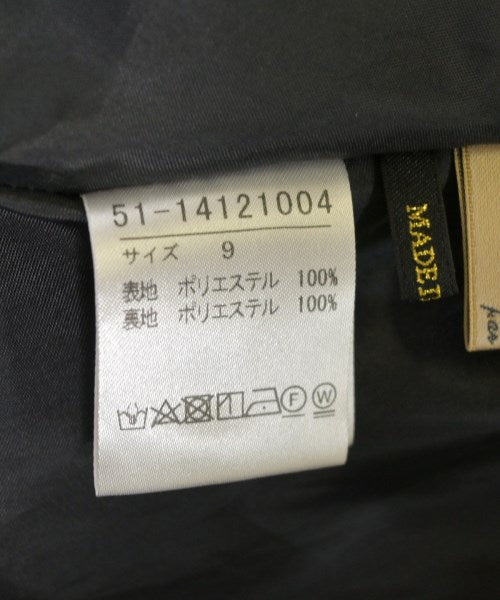 51-14121004
サイズ 9
表地 ポリエステル 100%
裏地 ポリエステル 100%
F W
MADE I